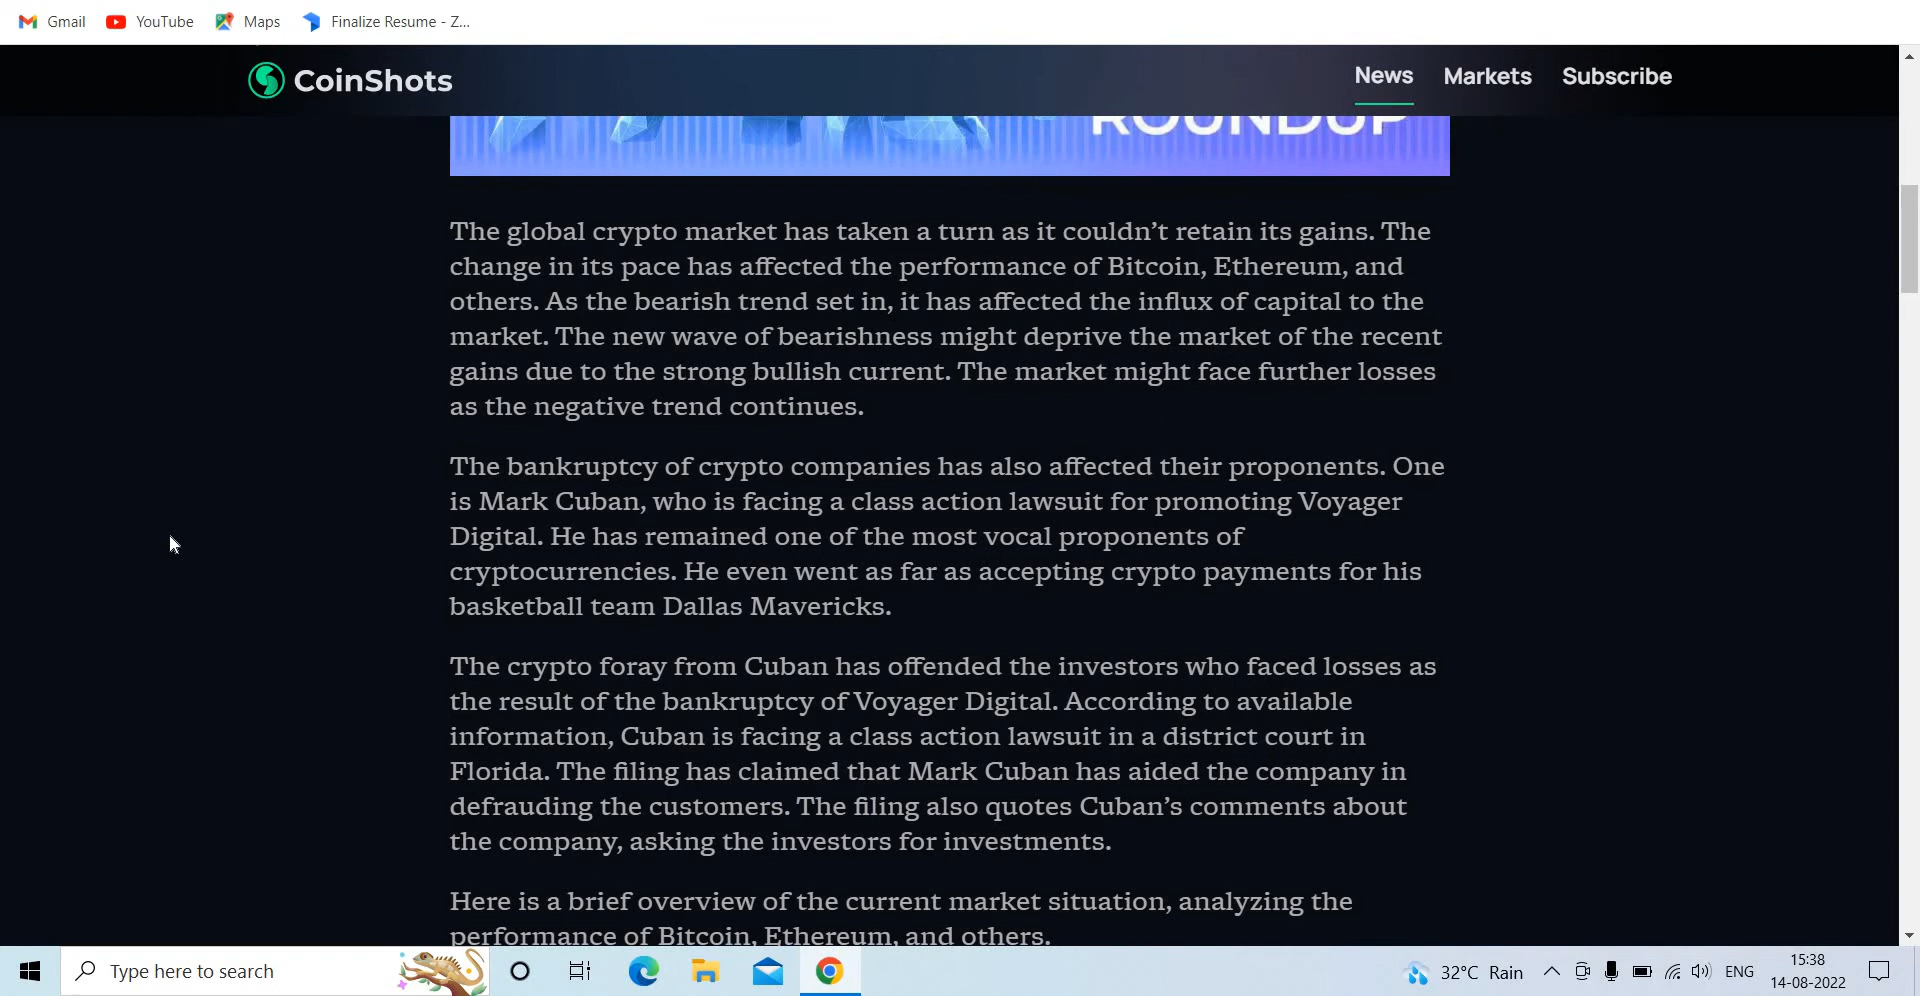 Gmail YouTube Maps Finalize Resume - Z...
CoinShots
News Markets Subscribe
ROUNDUP
The global crypto market has taken a turn as it couldn’t retain its gains. The
change in its pace has affected the performance of Bitcoin, Ethereum, and
others. As the bearish trend set in, it has affected the influx of capital to the
market. The new wave of bearishness might deprive the market of the recent
gains due to the strong bullish current. The market might face further losses
as the negative trend continues.
The bankruptcy of crypto companies has also affected their proponents. One
is Mark Cuban, who is facing a class action lawsuit for promoting Voyager
Digital. He has remained one of the most vocal proponents of
cryptocurrencies. He even went as far as accepting crypto payments for his
basketball team Dallas Mavericks.
The crypto foray from Cuban has offended the investors who faced losses as
the result of the bankruptcy of Voyager Digital. According to available
information, Cuban is facing a class action lawsuit in a district court in
Florida. The filing has claimed that Mark Cuban has aided the company in
defrauding the customers. The filing also quotes Cuban’s comments about
the company, asking the investors for investments.
Here is a brief overview of the current market situation, analyzing the
performance of Bitcoin, Ethereum, and others.
Type here to search
32°C Rain
ENG
15:38
14-08-2022